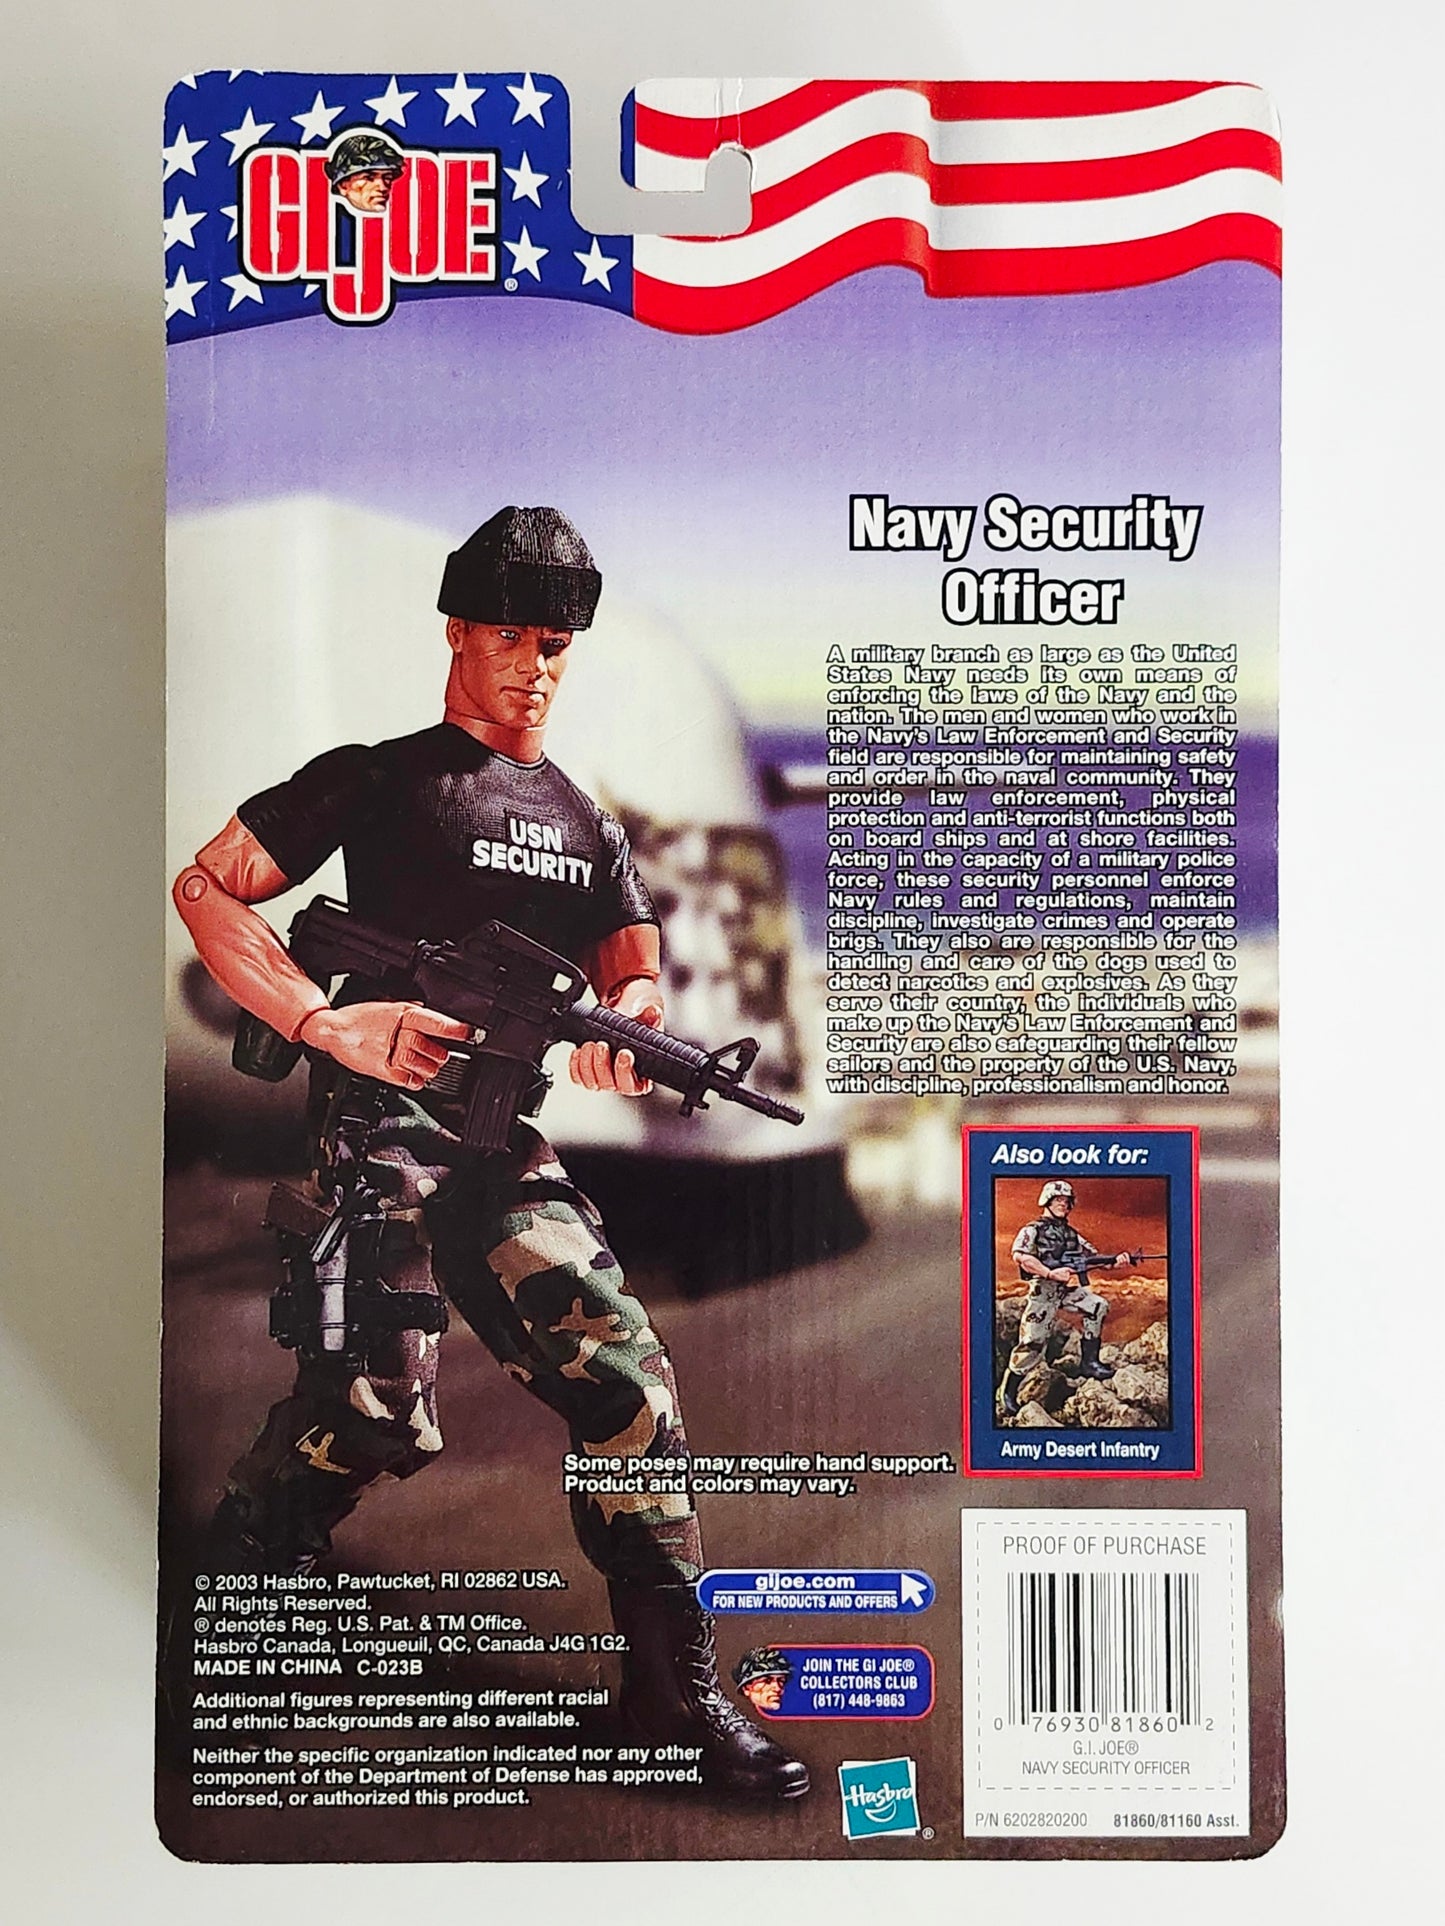 GI JOE®
Navy Security
Officer
A military branch as large as the United
States Navy needs its own means of
enforcing the laws of the Navy and the
nation. The men and women who work in
the Navy's Law Enforcement and Security
field are responsible for maintaining safety
and order in the naval community. They
provide law enforcement, physical
protection and anti-terrorist functions both
on board ships and at shore facilities.
Acting in the capacity of a military police
force, these security personnel enforce
Navy rules and regulations, maintain
discipline, investigate crimes and operate
brigs. They also are responsible for the
handling and care of the dogs used to
detect narcotics and explosives. As they
serve their country, the individuals who
make up the Navy's Law Enforcement and
Security are also safeguarding their fellow
sailors and the property of the U.S. Navy,
with discipline, professionalism and honor.
USN
SECURITY
Also look for:
Army Desert Infantry
Some poses may require hand support.
Product and colors may vary.
© 2003 Hasbro, Pawtucket, RI 02862 USA.
All Rights Reserved.
® denotes Reg. U.S. Pat. & TM Office.
Hasbro Canada, Longueuil, QC, Canada J4G 1G2.
MADE IN CHINA C-023B
Additional figures representing different racial
and ethnic backgrounds are also available.
Neither the specific organization indicated nor any other
component of the Department of Defense has approved,
endorsed, or authorized this product.
gijoe.com
FOR NEW PRODUCTS AND OFFERS
JOIN THE GI JOE®
COLLECTORS CLUB
(817) 448-9863
Hasbro®
PROOF OF PURCHASE
0 76930 81860 2
G.I. JOE®
NAVY SECURITY OFFICER
P/N 6202820200 81860/81160 Asst.